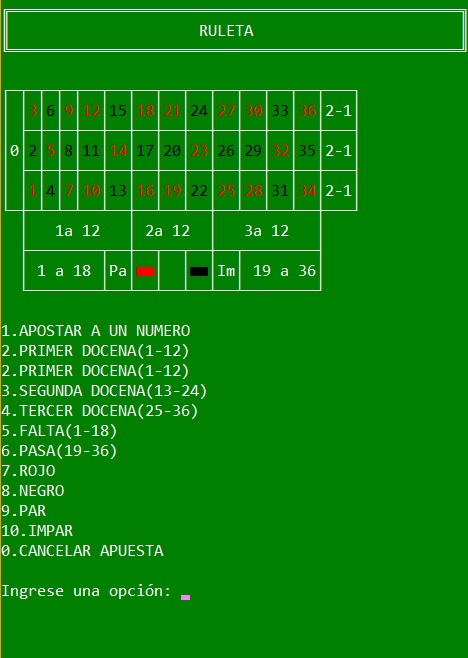 RULETA
3 6 9 12 15 18 21 24 27 30 33 36 2-1
0 2 5 8 11 14 17 20 23 26 29 32 35 2-1
1 4 7 10 13 16 19 22 25 28 31 34 2-1
1a 12 2a 12 3a 12
1 a 18 Pa Im 19 a 36
1.APOSTAR A UN NUMERO
2.PRIMER DOCENA(1-12)
2.PRIMER DOCENA(1-12)
3.SEGUNDA DOCENA(13-24)
4.TERCER DOCENA(25-36)
5.FALTA(1-18)
6.PASA(19-36)
7.ROJO
8.NEGRO
9.PAR
10.IMPAR
0.CANCELAR APUESTA
Ingrese una opción: